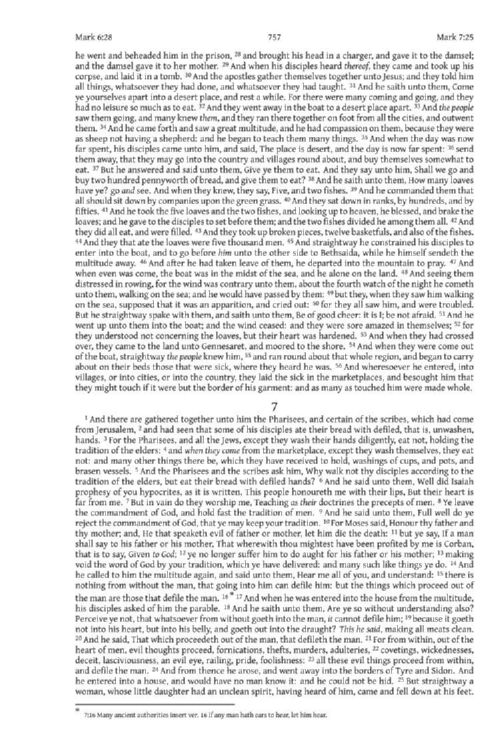 Mark 6:28 757 Mark 7:25
he went and beheaded him in the prison, 28 and brought his head in a charger, and gave it to the damsel;
and the damsel gave it to her mother. 29 And when his disciples heard thereof, they came and took up his
corpse, and laid it in a tomb. 30 And the apostles gather themselves together unto Jesus; and they told him
all things, whatsoever they had done, and whatsoever they had taught. 31 And he saith unto them, Come
ye yourselves apart into a desert place, and rest a while. For there were many coming and going, and they
had no leisure so much as to eat. 32 And they went away in the boat to a desert place apart. 33 And the people
saw them going, and many knew them, and they ran together there on foot from all the cities, and outwent
them. 34 And he came forth and saw a great multitude, and he had compassion on them, because they were
as sheep not having a shepherd: and he began to teach them many things. 35 And when the day was now
far spent, his disciples came unto him, and said, The place is desert, and the day is now far spent: 36 send
them away, that they may go into the country and villages round about, and buy themselves somewhat to
eat. 37 But he answered and said unto them, Give ye them to eat. And they say unto him, Shall we go and
buy two hundred pennyworth of bread, and give them to eat? 38 And he saith unto them, How many loaves
have ye? go and see. And when they knew, they say, Five, and two fishes. 39 And he commanded them that
all should sit down by companies upon the green grass. 40 And they sat down in ranks, by hundreds, and by
fifties. 41 And he took the five loaves and the two fishes, and looking up to heaven, he blessed, and brake the
loaves; and he gave to the disciples to set before them; and the two fishes divided he among them all. 42 And
they did all eat, and were filled. 43 And they took up broken pieces, twelve basketfuls, and also of the fishes.
44 And they that ate the loaves were five thousand men. 45 And straightway he constrained his disciples to
enter into the boat, and to go before him unto the other side to Bethsaida, while he himself sendeth the
multitude away. 46 And after he had taken leave of them, he departed into the mountain to pray. 47 And
when even was come, the boat was in the midst of the sea, and he alone on the land. 48 And seeing them
distressed in rowing, for the wind was contrary unto them, about the fourth watch of the night he cometh
unto them, walking on the sea; and he would have passed by them: 49 but they, when they saw him walking
on the sea, supposed that it was an apparition, and cried out: 50 for they all saw him, and were troubled.
But he straightway spake with them, and saith unto them, Be of good cheer: it is I; be not afraid. 51 And he
went up unto them into the boat; and the wind ceased: and they were sore amazed in themselves; 52 for
they understood not concerning the loaves, but their heart was hardened. 53 And when they had crossed
over, they came to the land unto Gennesaret, and moored to the shore. 54 And when they were come out
of the boat, straightway the people knew him, 55 and ran round about that whole region, and began to carry
about on their beds those that were sick, where they heard he was. 56 And wheresoever he entered, into
villages, or into cities, or into the country, they laid the sick in the marketplaces, and besought him that
they might touch if it were but the border of his garment: and as many as touched him were made whole.
7
1 And there are gathered together unto him the Pharisees, and certain of the scribes, which had come
from Jerusalem, 2 and had seen that some of his disciples ate their bread with defiled, that is, unwashen,
hands. 3 For the Pharisees, and all the Jews, except they wash their hands diligently, eat not, holding the
tradition of the elders: 4 and when they come from the marketplace, except they wash themselves, they eat
not: and many other things there be, which they have received to hold, washings of cups, and pots, and
brasen vessels. 5 And the Pharisees and the scribes ask him, Why walk not thy disciples according to the
tradition of the elders, but eat their bread with defiled hands? 6 And he said unto them, Well did Isaiah
prophesy of you hypocrites, as it is written, This people honoureth me with their lips, But their heart is
far from me. 7 But in vain do they worship me, Teaching as their doctrines the precepts of men. 8 Ye leave
the commandment of God, and hold fast the tradition of men. 9 And he said unto them, Full well do ye
reject the commandment of God, that ye may keep your tradition. 10 For Moses said, Honour thy father and
thy mother; and, He that speaketh evil of father or mother, let him die the death: 11 but ye say, If a man
shall say to his father or his mother, That wherewith thou mightest have been profited by me is Corban,
that is to say, Given to God; 12 ye no longer suffer him to do aught for his father or his mother; 13 making
void the word of God by your tradition, which ye have delivered: and many such like things ye do. 14 And
he called to him the multitude again, and said unto them, Hear me all of you, and understand: 15 there is
nothing from without the man, that going into him can defile him: but the things which proceed out of
the man are those that defile the man. 16 * 17 And when he was entered into the house from the multitude,
his disciples asked of him the parable. 18 And he saith unto them, Are ye so without understanding also?
Perceive ye not, that whatsoever from without goeth into the man, it cannot defile him; 19 because it goeth
not into his heart, but into his belly, and goeth out into the draught? This he said, making all meats clean.
20 And he said, That which proceedeth out of the man, that defileth the man. 21 For from within, out of the
heart of men, evil thoughts proceed, fornications, thefts, murders, adulteries, 22 covetings, wickednesses,
deceit, lasciviousness, an evil eye, railing, pride, foolishness: 23 all these evil things proceed from within,
and defile the man. 24 And from thence he arose, and went away into the borders of Tyre and Sidon. And
he entered into a house, and would have no man know it: and he could not be hid. 25 But straightway a
woman, whose little daughter had an unclean spirit, having heard of him, came and fell down at his feet.
* 7:16 Many ancient authorities insert ver. 16 If any man hath ears to hear, let him hear.